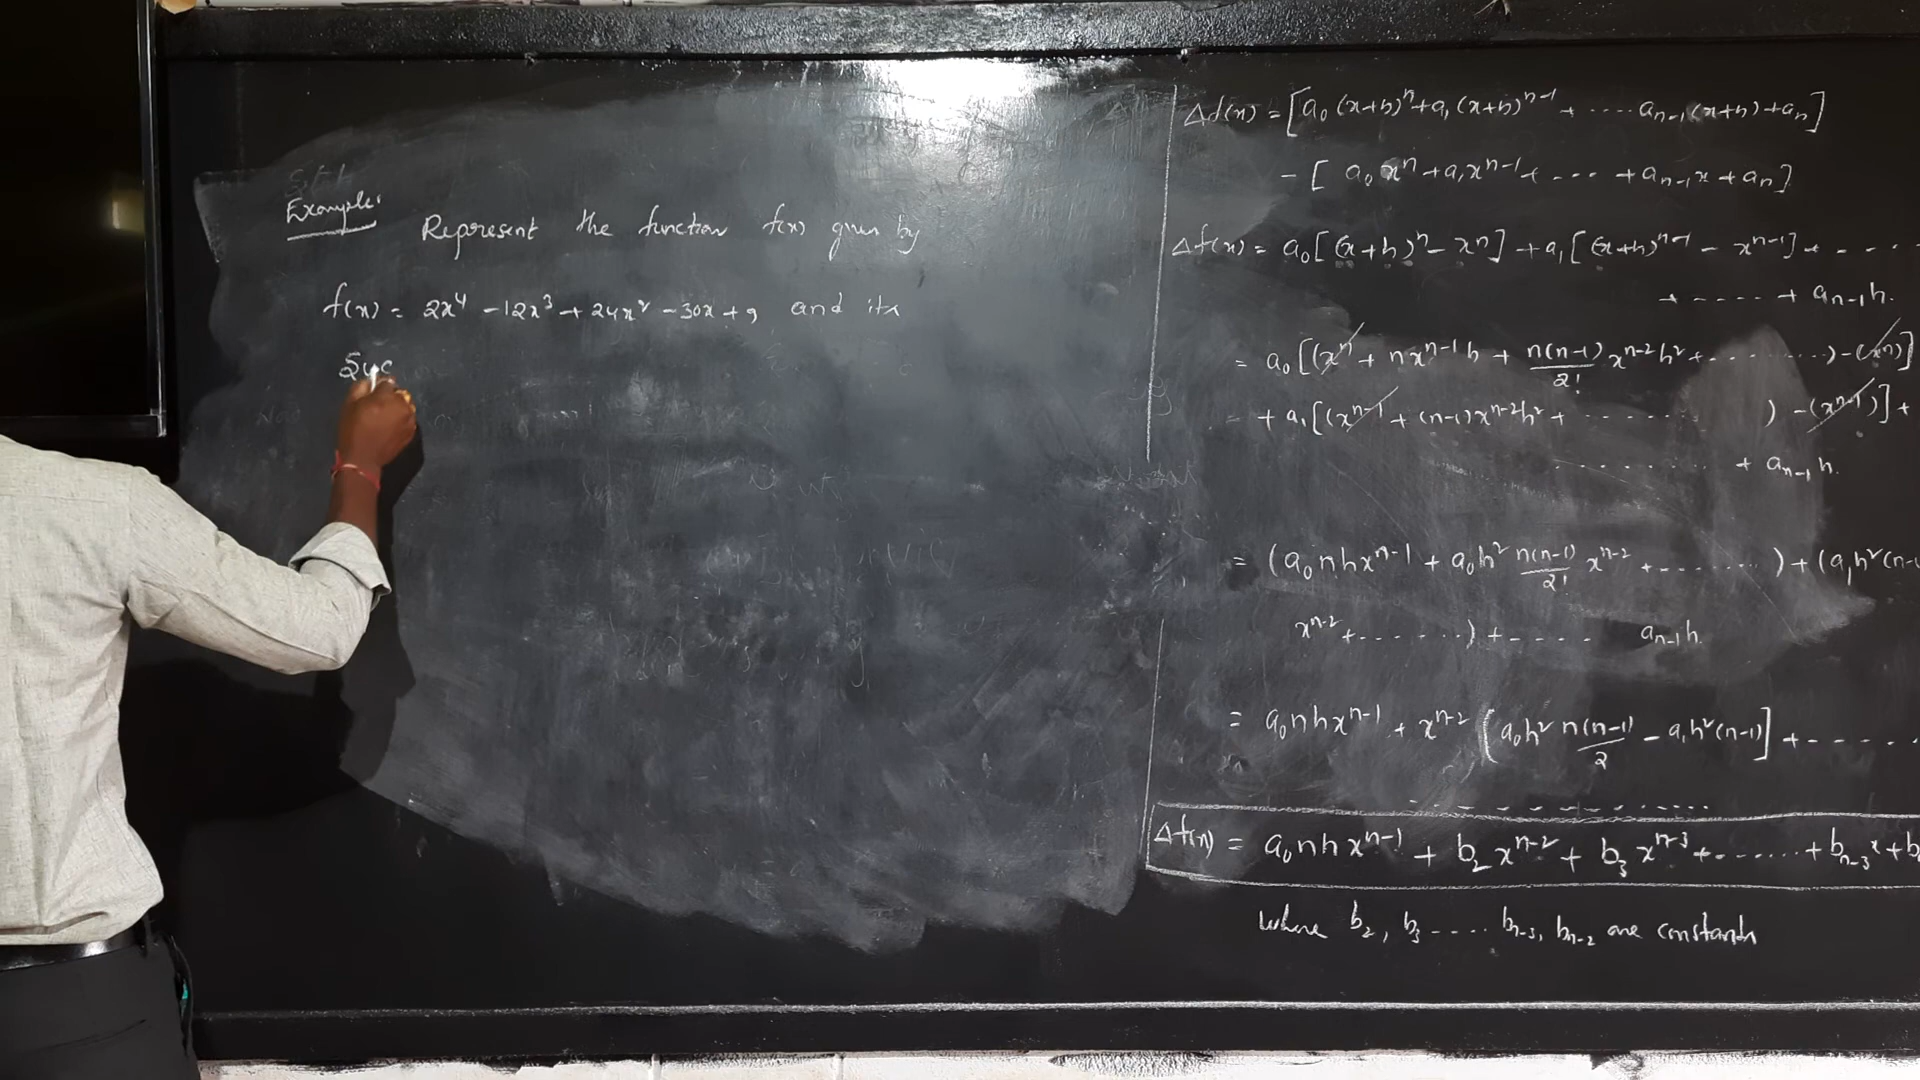 Example:
Represent the function f(x) given by
f(x) = 2x⁴ - 12x³ + 24x² - 30x + 9 and its
Suc
Δf(x) = [a₀(x+h)ⁿ + a₁(x+h)ⁿ⁻¹ + ..... aₙ₋₁(x+h) + aₙ]
- [a₀xⁿ + a₁xⁿ⁻¹ + .... + aₙ₋₁x + aₙ]
Δf(x) = a₀[(x+h)ⁿ - xⁿ] + a₁[(x+h)ⁿ⁻¹ - xⁿ⁻¹] + - - - -
+ - - - - + aₙ₋₁h.
= a₀[(xⁿ + nxⁿ⁻¹h + n(n-1)/2! xⁿ⁻²h² + ..........) - (xⁿ)]
= + a₁[(xⁿ⁻¹ + (n-1)xⁿ⁻²h² + ..........) - (xⁿ⁻¹)] +
.......... + aₙ₋₁h.
= (a₀nhxⁿ⁻¹ + a₀h² n(n-1)/2! xⁿ⁻² + ........) + (a₁h²(n-
xⁿ⁻² + .......) + - - - - . aₙ₋₁h.
= a₀nhxⁿ⁻¹ + xⁿ⁻² (a₀h² n(n-1)/2 - a₁h²(n-1)] + - - - - -
- - - - - - - - ......
Δf(x) = a₀nhxⁿ⁻¹ + b₂xⁿ⁻² + b₃xⁿ⁻³ + ....... + bₙ₋₃x + b
where b₂, b₃ ..... bₙ₋₃, bₙ₋₂ are constants